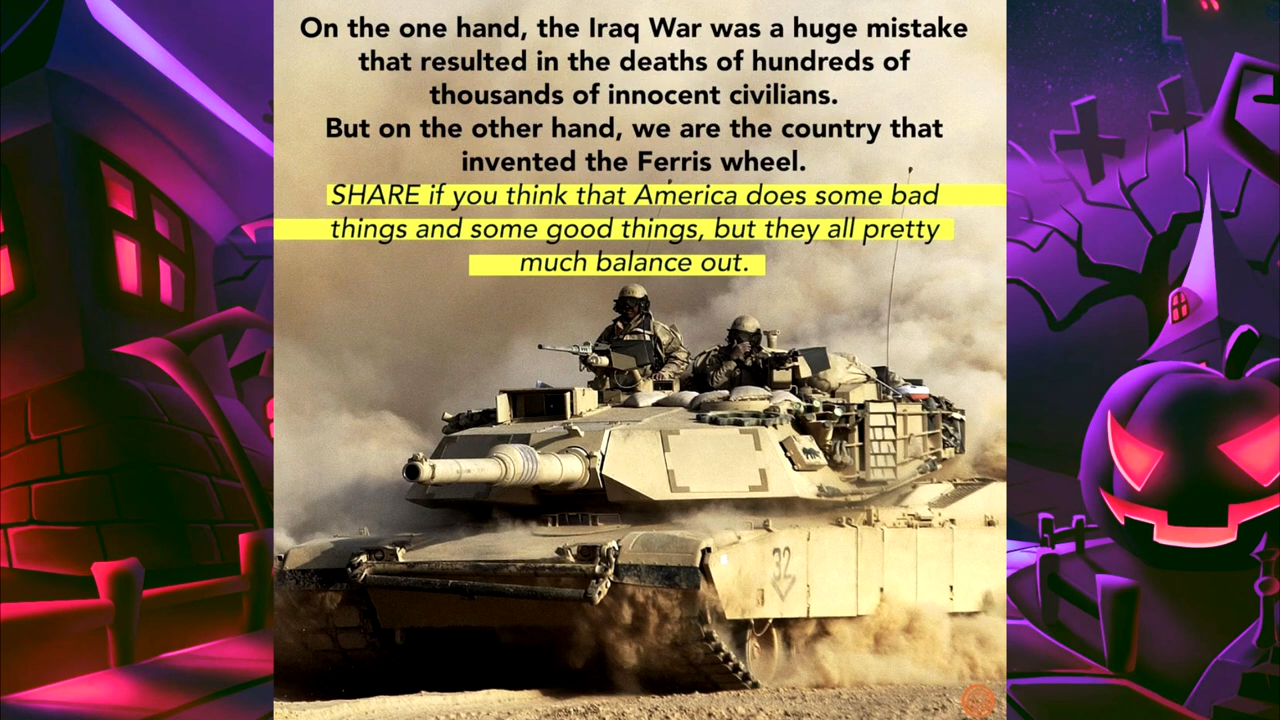 On the one hand, the Iraq War was a huge mistake
that resulted in the deaths of hundreds of
thousands of innocent civilians.
But on the other hand, we are the country that
invented the Ferris wheel.
SHARE if you think that America does some bad
things and some good things, but they all pretty
much balance out.
32